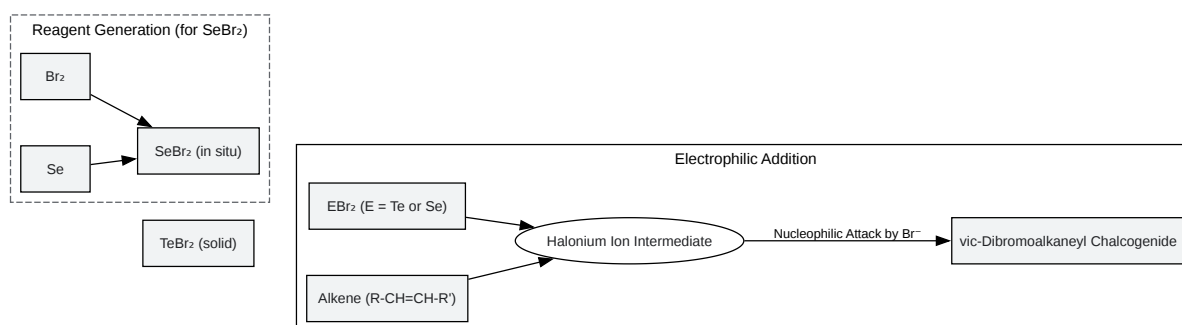 Reagent Generation (for SeBr₂)
Br₂
Se
SeBr₂ (in situ)
TeBr₂ (solid)
Electrophilic Addition
EBr₂ (E = Te or Se)
Alkene (R-CH=CH-R')
Halonium Ion Intermediate
Nucleophilic Attack by Br⁻
vic-Dibromoalkaneyl Chalcogenide